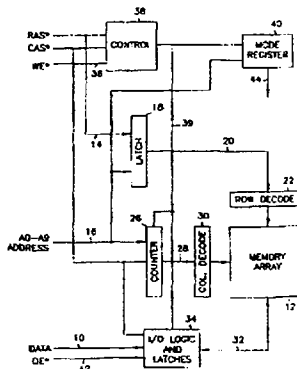 38
40
RAS*
CAS*
WE*
CONTROL
MODE
REGISTER
36
44
18
14
LATCH
39
20
22
ROW DECODE
26
30
A0-A9
ADDRESS
16
COUNTER
28
COL. DECODE
MEMORY
ARRAY
12
34
DATA
10
I/O LOGIC
AND
LATCHES
32
OE*
42